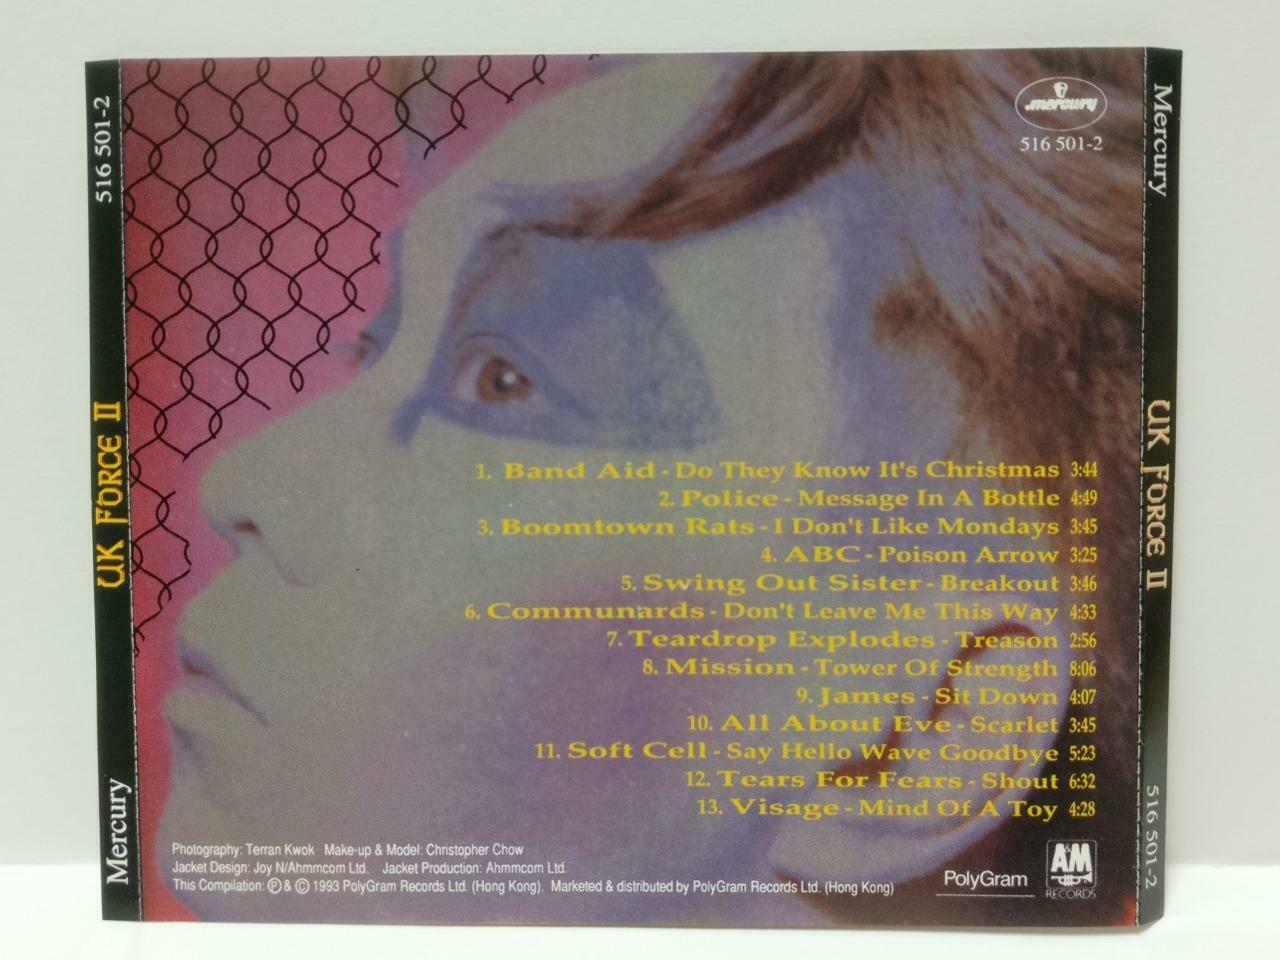 516 501-2
UK FORCE II
Mercury
mercury
516 501-2
1. Band Aid - Do They Know It's Christmas 3:44
2. Police - Message In A Bottle 4:49
3. Boomtown Rats - I Don't Like Mondays 3:45
4. ABC - Poison Arrow 3:25
5. Swing Out Sister - Breakout 3:46
6. Communards - Don't Leave Me This Way 4:33
7. Teardrop Explodes - Treason 2:56
8. Mission - Tower Of Strength 8:06
9. James - Sit Down 4:07
10. All About Eve - Scarlet 3:45
11. Soft Cell - Say Hello Wave Goodbye 5:23
12. Tears For Fears - Shout 6:32
13. Visage - Mind Of A Toy 4:28
Photography: Terran Kwok Make-up & Model: Christopher Chow
Jacket Design: Joy N/Ahmmcom Ltd. Jacket Production: Ahmmcom Ltd.
This Compilation: ℗ & © 1993 PolyGram Records Ltd. (Hong Kong). Marketed & distributed by PolyGram Records Ltd. (Hong Kong)
PolyGram
A&M
RECORDS
Mercury
UK FORCE II
516 501-2